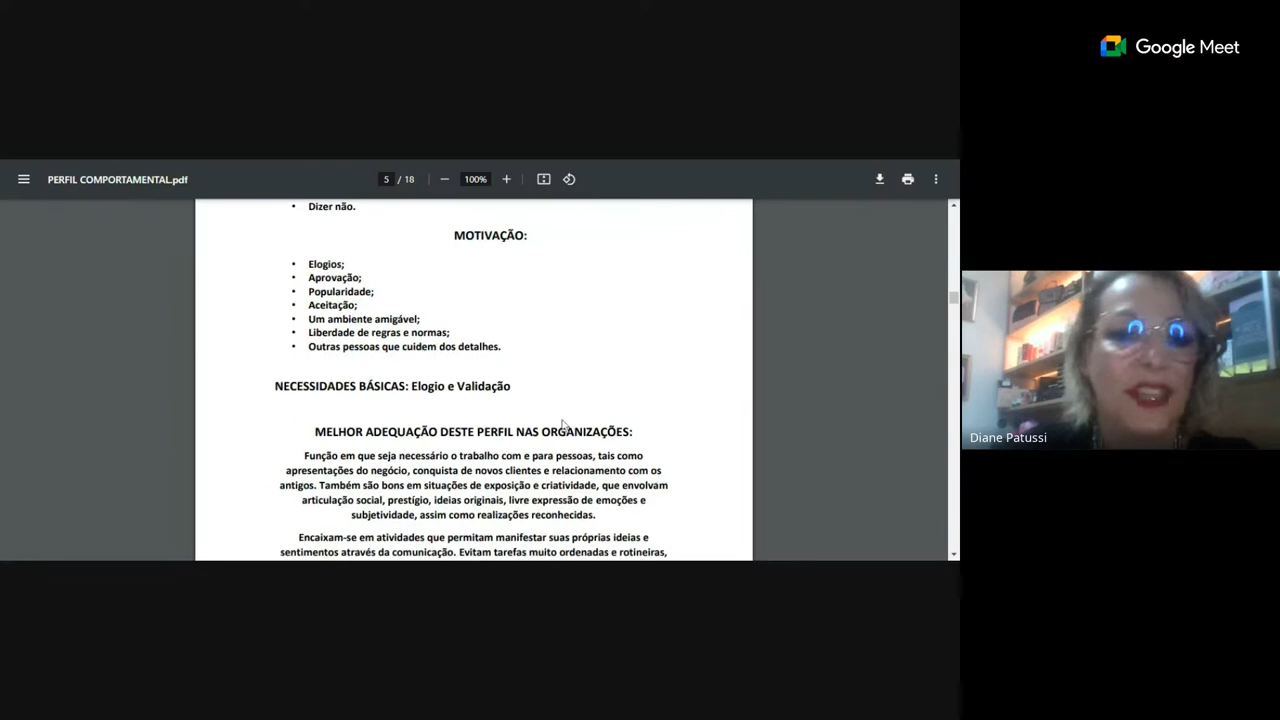 Google Meet
PERFIL COMPORTAMENTAL.pdf
5 / 18
100%
• Dizer não.
MOTIVAÇÃO:
• Elogios;
• Aprovação;
• Popularidade;
• Aceitação;
• Um ambiente amigável;
• Liberdade de regras e normas;
• Outras pessoas que cuidem dos detalhes.
NECESSIDADES BÁSICAS: Elogio e Validação
MELHOR ADEQUAÇÃO DESTE PERFIL NAS ORGANIZAÇÕES:
Função em que seja necessário o trabalho com e para pessoas, tais como
apresentações do negócio, conquista de novos clientes e relacionamento com os
antigos. Também são bons em situações de exposição e criatividade, que envolvam
articulação social, prestígio, ideias originais, livre expressão de emoções e
subjetividade, assim como realizações reconhecidas.
Encaixam-se em atividades que permitam manifestar suas próprias ideias e
sentimentos através da comunicação. Evitam tarefas muito ordenadas e rotineiras,
Diane Patussi